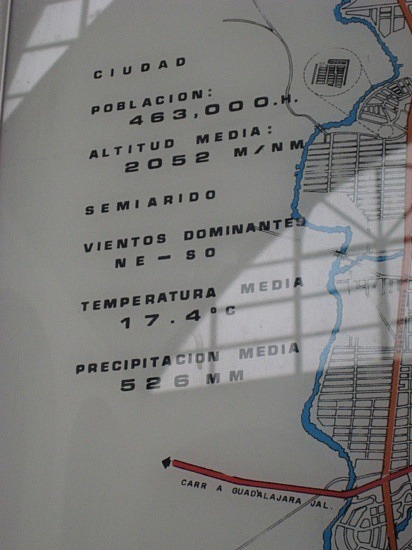 CIUDAD
POBLACION:
463,000.H.
ALTITUD MEDIA:
2052 M/NM
SEMIARIDO
VIENTOS DOMINANTES
NE-SO
TEMPERATURA MEDIA
17.4°C
PRECIPITACION MEDIA
526 MM
CARR A GUADALAJARA JAL.